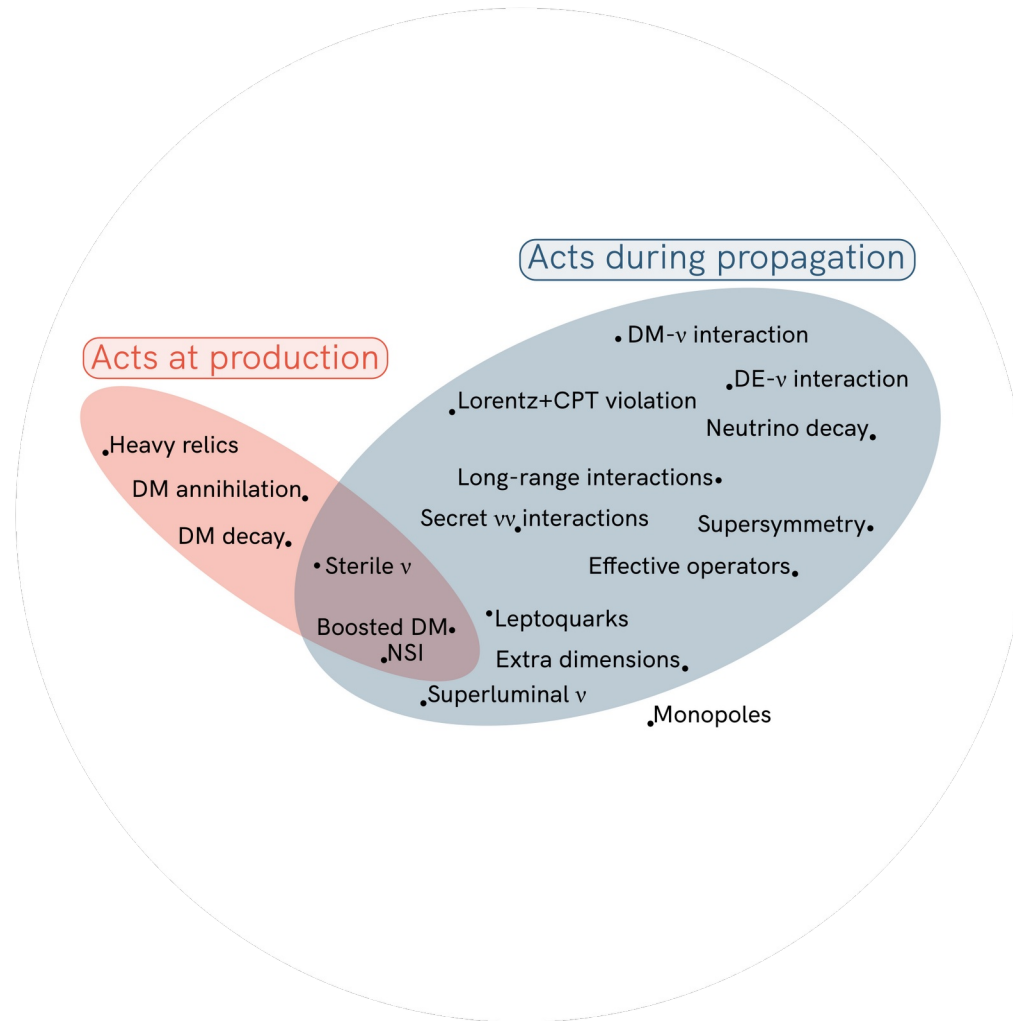 Acts during propagation
DM-ν interaction
Acts at production
DE-ν interaction
Lorentz+CPT violation
Neutrino decay
Heavy relics
Long-range interactions
DM annihilation
Secret νν interactions
Supersymmetry
DM decay
Sterile ν
Effective operators
Leptoquarks
Boosted DM
NSI
Extra dimensions
Superluminal ν
Monopoles